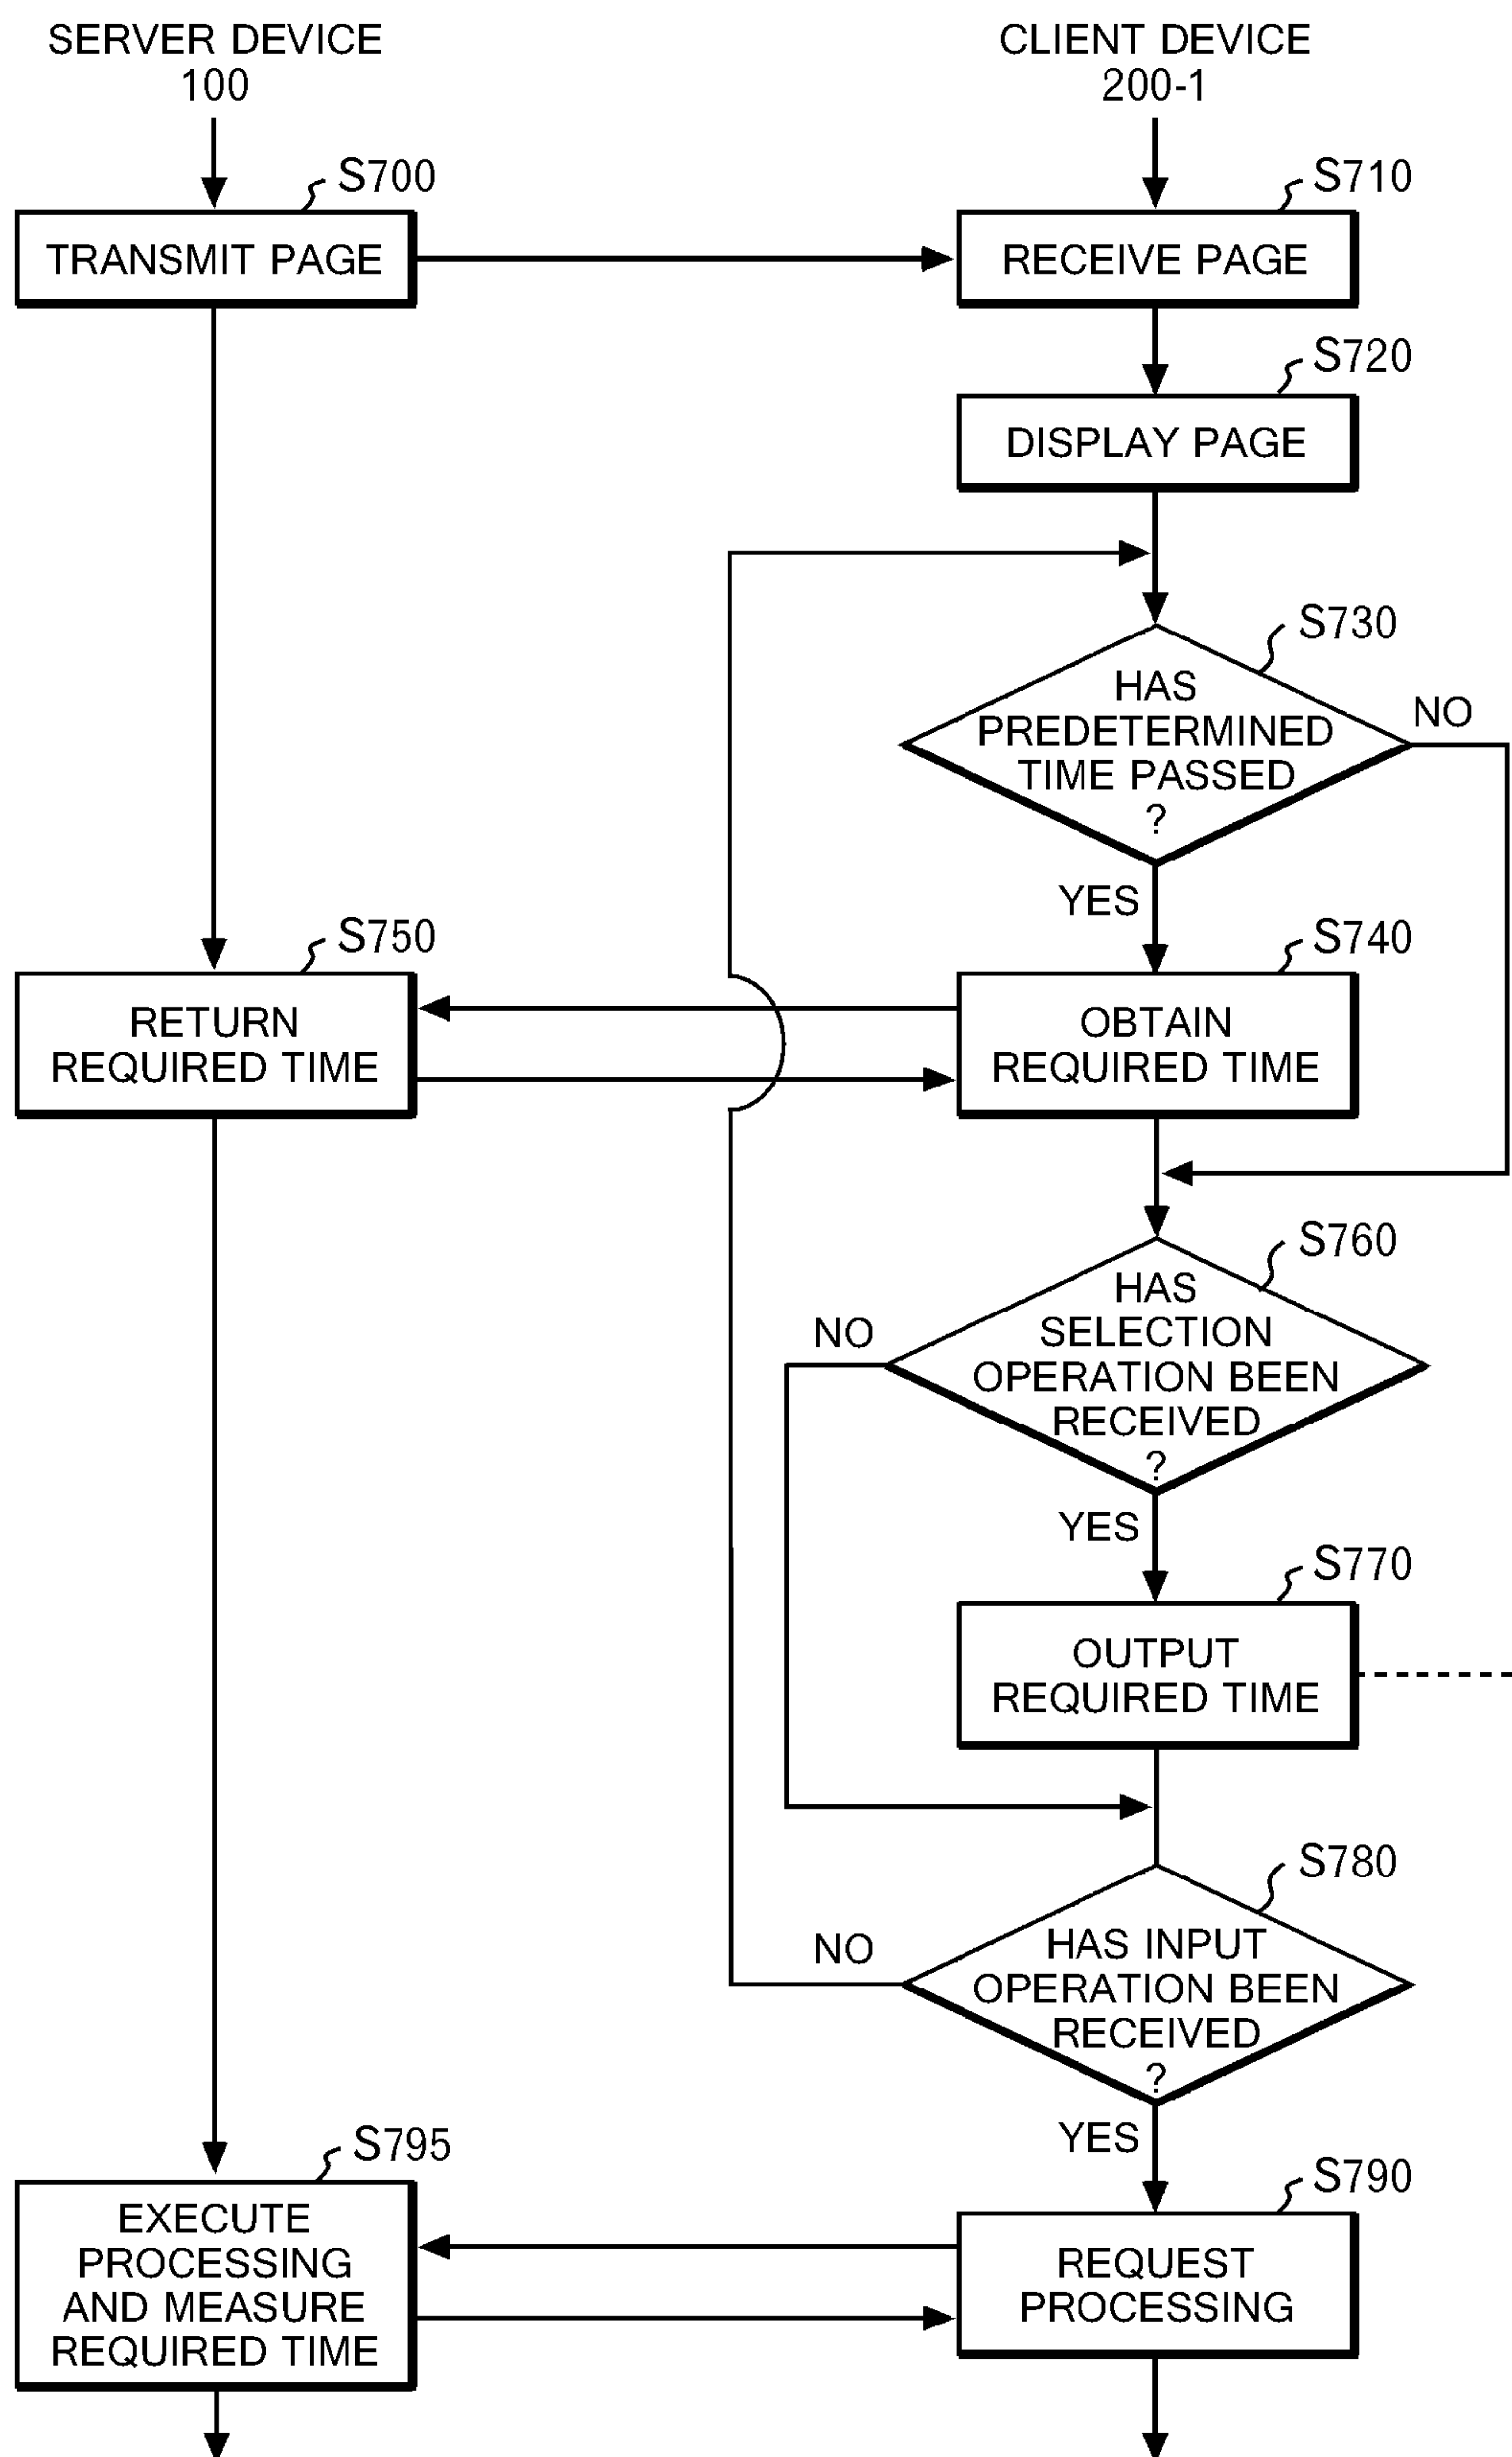 SERVER DEVICE
100
CLIENT DEVICE
200-1
S700
TRANSMIT PAGE
S710
RECEIVE PAGE
S720
DISPLAY PAGE
S730
HAS
PREDETERMINED
TIME PASSED
?
NO
YES
S750
RETURN
REQUIRED TIME
S740
OBTAIN
REQUIRED TIME
S760
HAS
SELECTION
OPERATION BEEN
RECEIVED
?
NO
YES
S770
OUTPUT
REQUIRED TIME
S780
HAS INPUT
OPERATION BEEN
RECEIVED
?
NO
YES
S795
EXECUTE
PROCESSING
AND MEASURE
REQUIRED TIME
S790
REQUEST
PROCESSING